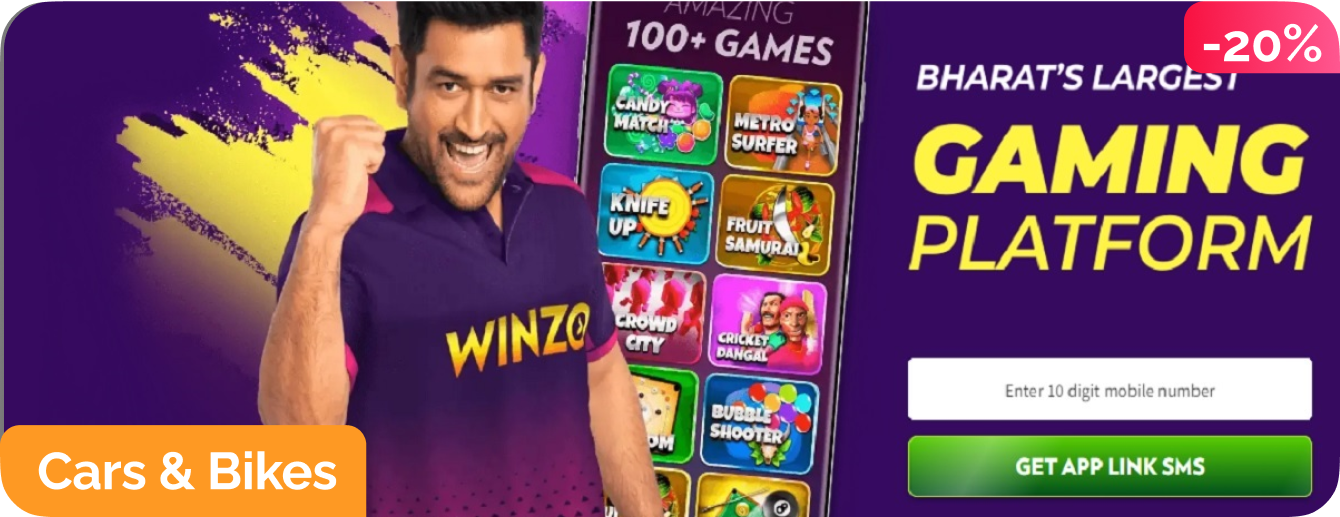 -20%
AMAZING
100+ GAMES
CANDY
MATCH
METRO
SURFER
KNIFE
UP
FRUIT
SAMURAI
CROWD
CITY
CRICKET
DANGAL
BUBBLE
SHOOTER
WINZO
BHARAT'S LARGEST
GAMING
PLATFORM
Enter 10 digit mobile number
GET APP LINK SMS
Cars & Bikes